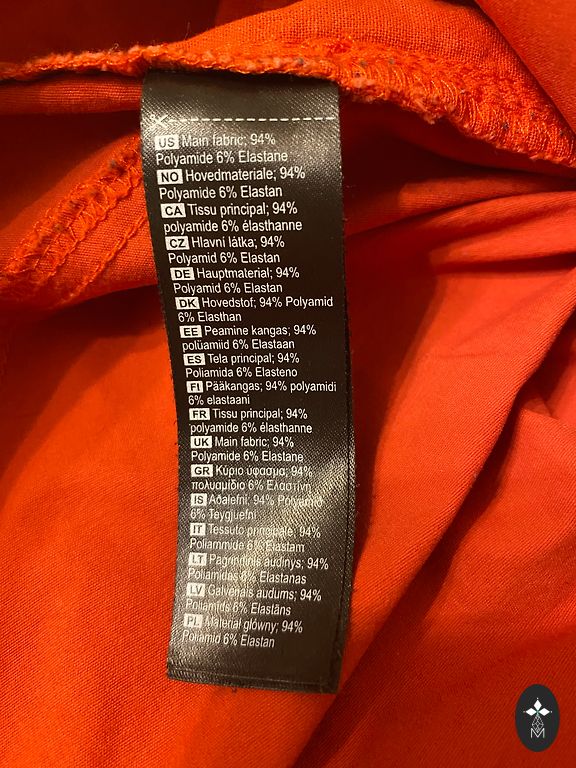 US Main fabric; 94%
Polyamide 6% Elastane
NO Hovedmateriale; 94%
Polyamide 6% Elastan
CA Tissu principal; 94%
polyamide 6% élasthanne
CZ Hlavní látka; 94%
Polyamid 6% Elastan
DE Hauptmaterial; 94%
Polyamid 6% Elastan
DK Hovedstof; 94% Polyamid
6% Elasthan
EE Peamine kangas; 94%
polüamiid 6% Elastaan
ES Tela principal; 94%
Poliamida 6% Elasteno
FI Pääkangas; 94% polyamidi
6% elastaani
FR Tissu principal; 94%
polyamide 6% élasthanne
UK Main fabric; 94%
Polyamide 6% Elastane
GR Κύριο ύφασμα; 94%
πολυαμίδιο 6% Ελαστίνη
IS Aðalefni; 94% Polyamid
6% Teygjuefni
IT Tessuto principale; 94%
Poliammide 6% Elastam
LT Pagrindinis audinys; 94%
Poliamidas 6% Elastanas
LV Galvenais audums; 94%
Poliamīds 6% Elastāns
PL Materiał główny; 94%
Poliamid 6% Elastan